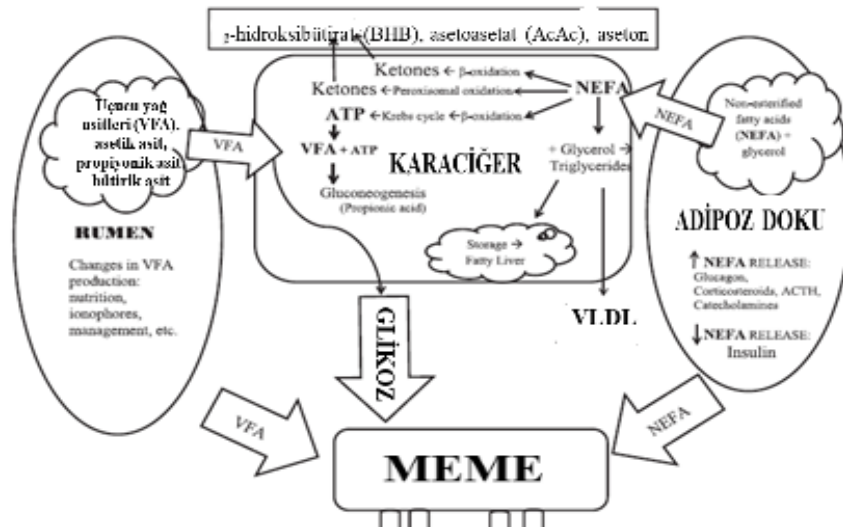 β-hidroksibütirat (BHB), asetoasetat (AcAc), aseton
Ketones ← β-oxidation
Ketones ← Peroxisomal oxidation
NEFA
ATP ← Krebs cycle ← β-oxidation
VFA + ATP
KARACİĞER
Gluconeogenesis
(Propionic acid)
+ Glycerol →
Triglycerides
Storage →
Fatty Liver
VLDL
Uçucu yağ
asitleri (VFA),
asetik asit,
propiyonik asit
bütirik asit
VFA
RUMEN
Changes in VFA
production:
nutrition,
ionophores,
management, etc.
VFA
GLİKOZ
NEFA
Non-esterified
fatty acids
(NEFA) +
glycerol
ADİPOZ DOKU
↑ NEFA RELEASE:
Glucagon,
Corticosteroids, ACTH,
Catecholamines
↓ NEFA RELEASE:
Insulin
NEFA
MEME